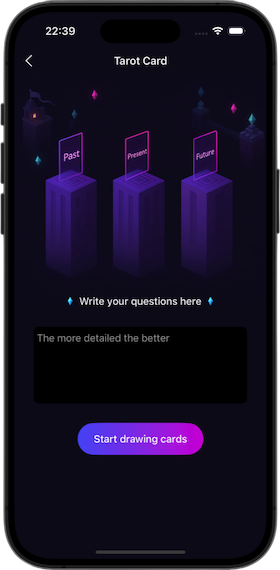 22:39
Tarot Card
Past
Present
Future
Write your questions here
The more detailed the better
Start drawing cards